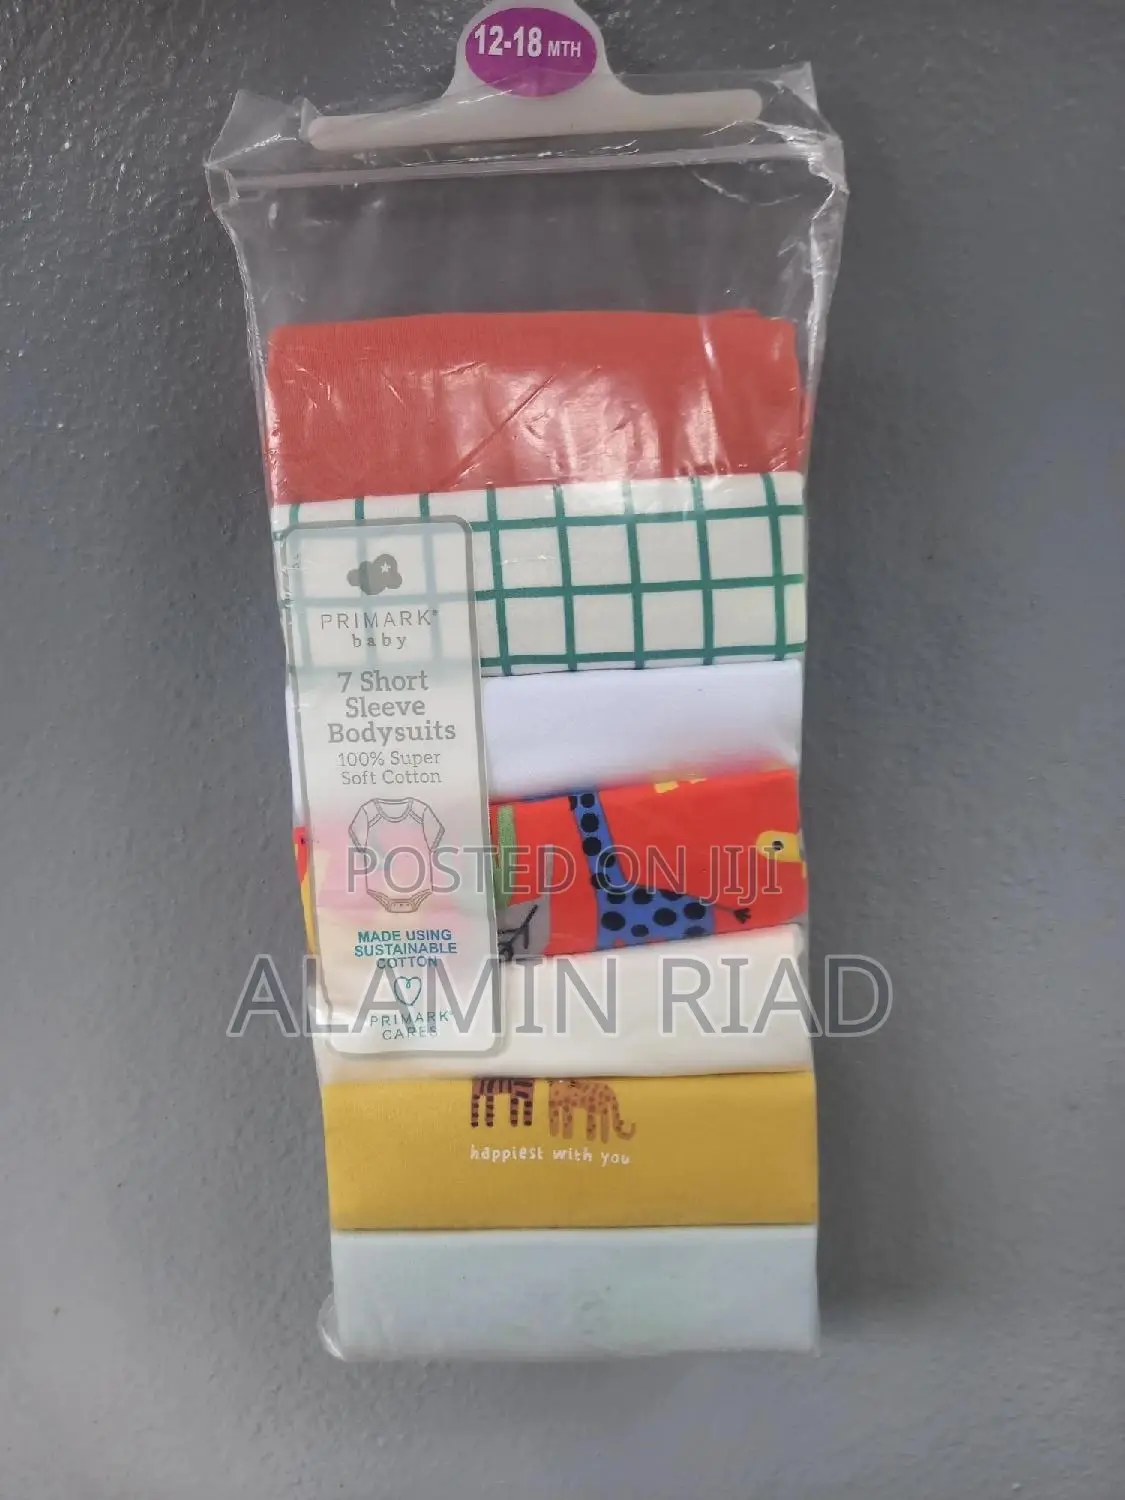 12-18 MTH
PRIMARK®
baby
7 Short
Sleeve
Bodysuits
100% Super
Soft Cotton
POSTED ON JIJI
MADE USING
SUSTAINABLE
COTTON
ALAMIN RIAD
PRIMARK®
CARES
happiest with you